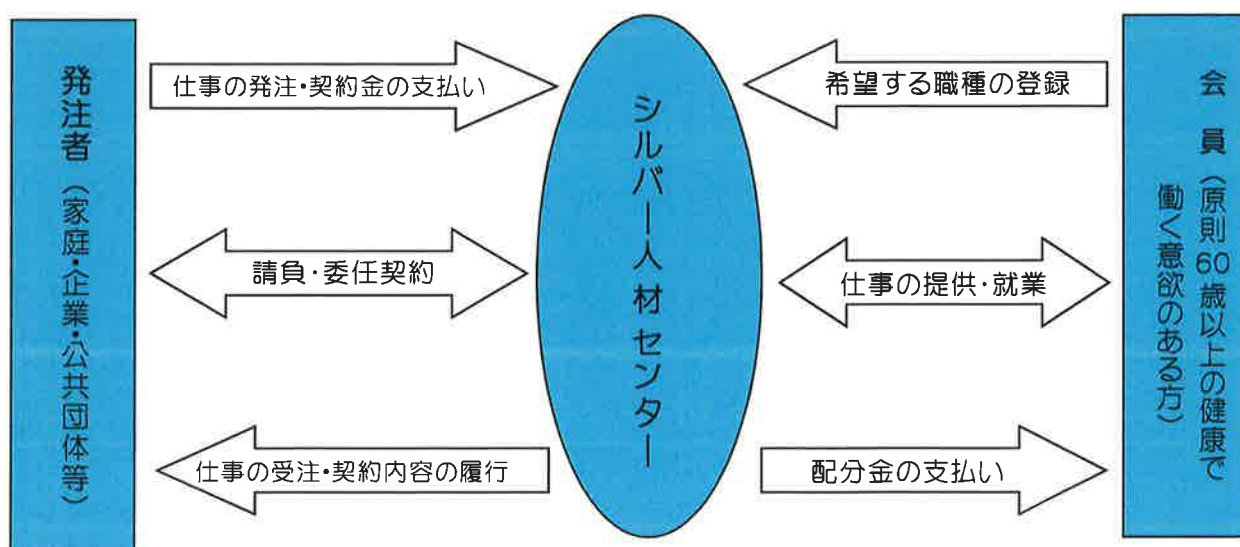 発注者（家庭・企業・公共団体等）
仕事の発注・契約金の支払い
請負・委任契約
仕事の受注・契約内容の履行
シルバー人材センター
希望する職種の登録
仕事の提供・就業
配分金の支払い
会員（原則60歳以上の健康で
働く意欲のある方）